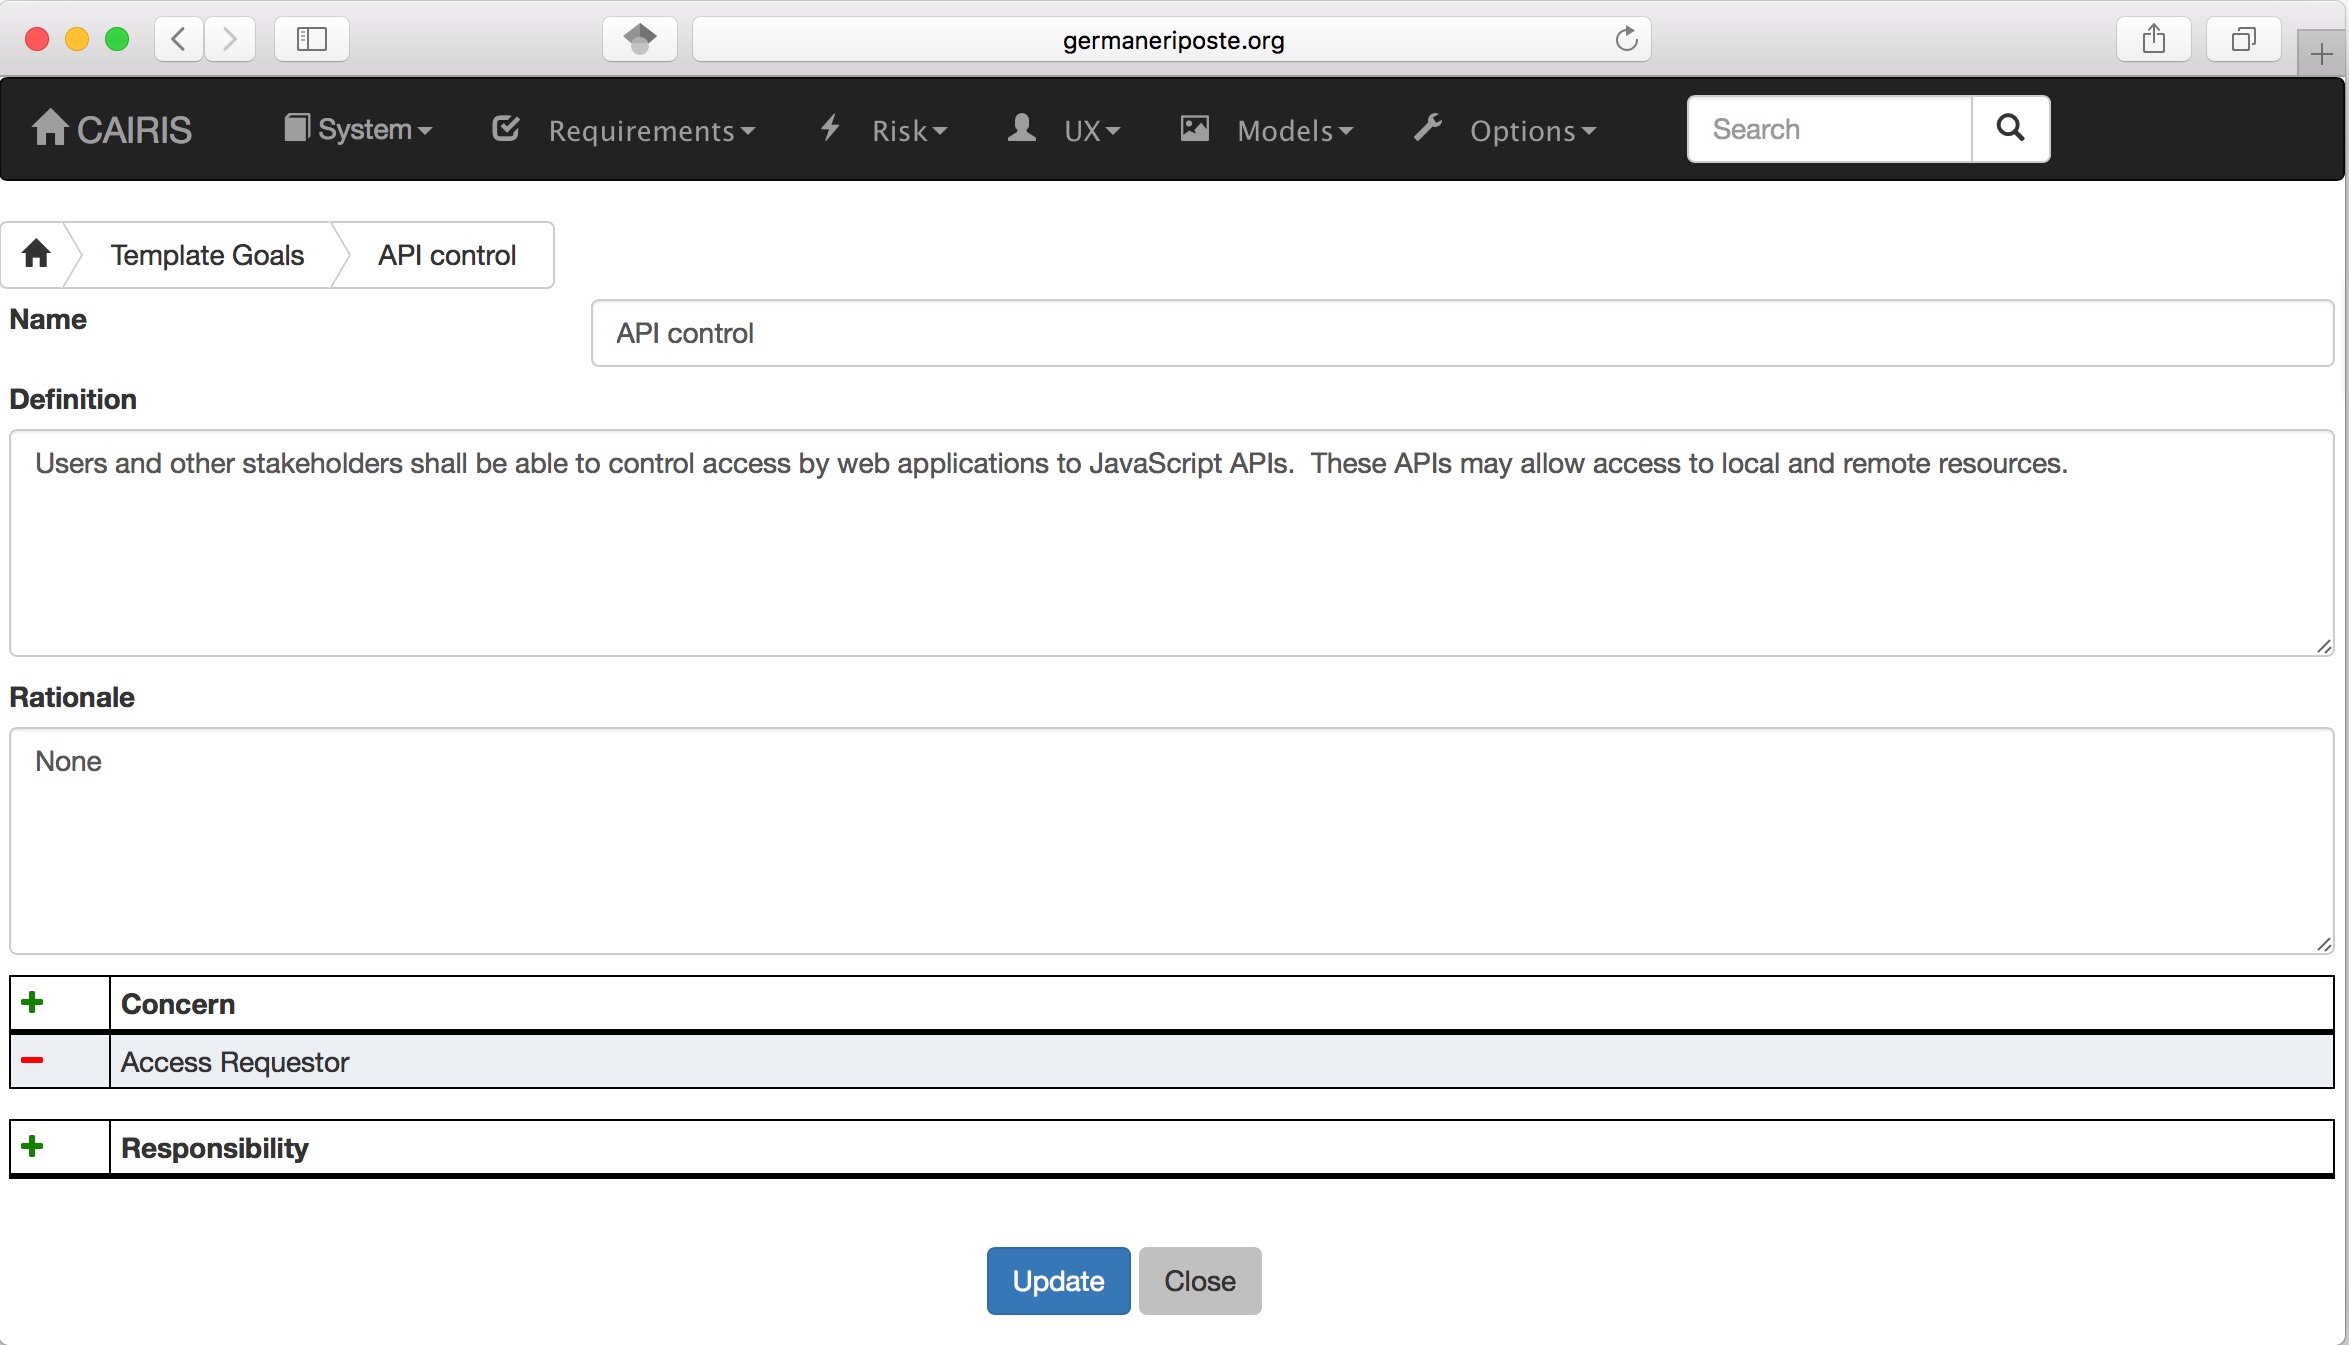 germaneriposte.org
CAIRIS System Requirements Risk UX Models Options Search
Template Goals API control
Name API control
Definition
Users and other stakeholders shall be able to control access by web applications to JavaScript APIs.  These APIs may allow access to local and remote resources.
Rationale
None
Concern
Access Requestor
Responsibility
Update Close